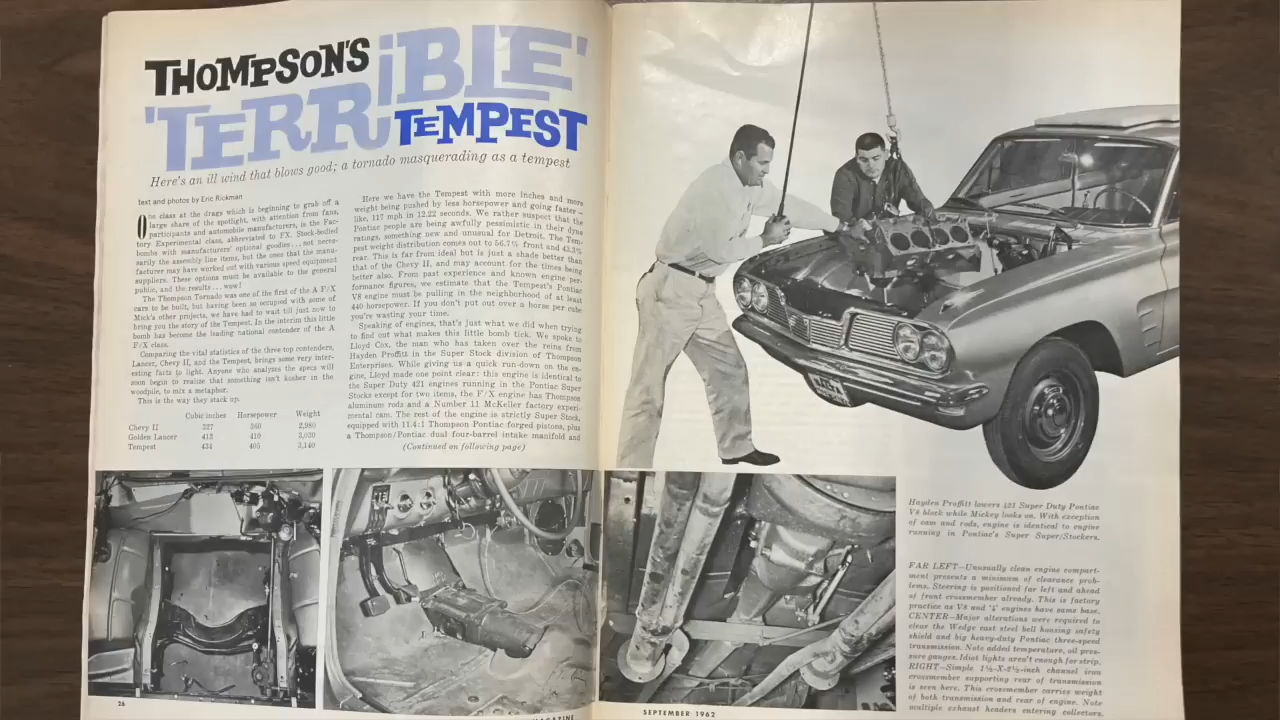 THOMPSON'S
'TERRiBLE'
TEMPEST
Here's an ill wind that blows good; a tornado masquerading as a tempest
text and photos by Eric Rickman
One class at the drags which is beginning to grab off a
large share of the spotlight, with attention from fans,
participants and automobile manufacturers, is the Fac-
tory Experimental class, abbreviated to FX. Stock-bodied
bombs with manufacturers' optional goodies... not neces-
sarily the assembly line items, but the ones that the manu-
facturer may have worked out with various speed equipment
suppliers. These options must be available to the general
public, and the results... wow!
The Thompson Tornado was one of the first of the A F/X
cars to be built, but having been so occupied with some of
Mick's other projects, we have had to wait till just now to
bring you the story of the Tempest. In the interim this little
bomb has become the leading national contender of the A
F/X class.
Comparing the vital statistics of the three top contenders,
Lancer, Chevy II, and the Tempest, brings some very inter-
esting facts to light. Anyone who analyzes the specs will
soon begin to realize that something isn't kosher in the
woodpile, to mix a metaphor.
This is the way they stack up.
Cubic inches Horsepower Weight
Chevy II 327 360 2,980
Golden Lancer 413 410 3,030
Tempest 434 405 3,140
Here we have the Tempest with more inches and more
weight being pushed by less horsepower and going faster –
like, 117 mph in 12.22 seconds. We rather suspect that the
Pontiac people are being awfully pessimistic in their dyno
ratings, something new and unusual for Detroit. The Tem-
pest weight distribution comes out to 56.7% front and 43.3%
rear. This is far from ideal but is just a shade better than
that of the Chevy II, and may account for the times being
better also. From past experience and known engine per-
formance figures, we estimate that the Tempest's Pontiac
V8 engine must be pulling in the neighborhood of at least
440 horsepower. If you don't put out over a horse per cube
you're wasting your time.
Speaking of engines, that's just what we did when trying
to find out what makes this little bomb tick. We spoke to
Lloyd Cox, the man who has taken over the reins from
Hayden Proffitt in the Super Stock division of Thompson
Enterprises. While giving us a quick run-down on the en-
gine, Lloyd made one point clear: this engine is identical to
the Super Duty 421 engines running in the Pontiac Super
Stocks except for two items, the F/X engine has Thompson
aluminum rods and a Number 11 McKeller factory experi-
mental cam. The rest of the engine is strictly Super Stock,
equipped with 11.4:1 Thompson Pontiac forged pistons, plus
a Thompson/Pontiac dual four-barrel intake manifold and
(Continued on following page)
Hayden Proffitt lowers 421 Super Duty Pontiac
V8 block while Mickey looks on. With exception
of cam and rods, engine is identical to engine
running in Pontiac's Super Super/Stockers.
FAR LEFT—Unusually clean engine compart-
ment presents a minimum of clearance prob-
lems. Steering is positioned far left and ahead
of front crossmember already. This is factory
practice as V8 and '4' engines have same base.
CENTER—Major alterations were required to
clear the Wedge cast steel bell housing safety
shield and big heavy-duty Pontiac three-speed
transmission. Note added temperature, oil pres-
sure gauges. Idiot lights aren't enough for strip.
RIGHT—Simple 1½-X-2½-inch channel iron
crossmember supporting rear of transmission
is seen here. This crossmember carries weight
of both transmission and rear of engine. Note
multiple exhaust headers entering collectors.
26
MAGAZINE
SEPTEMBER 1962